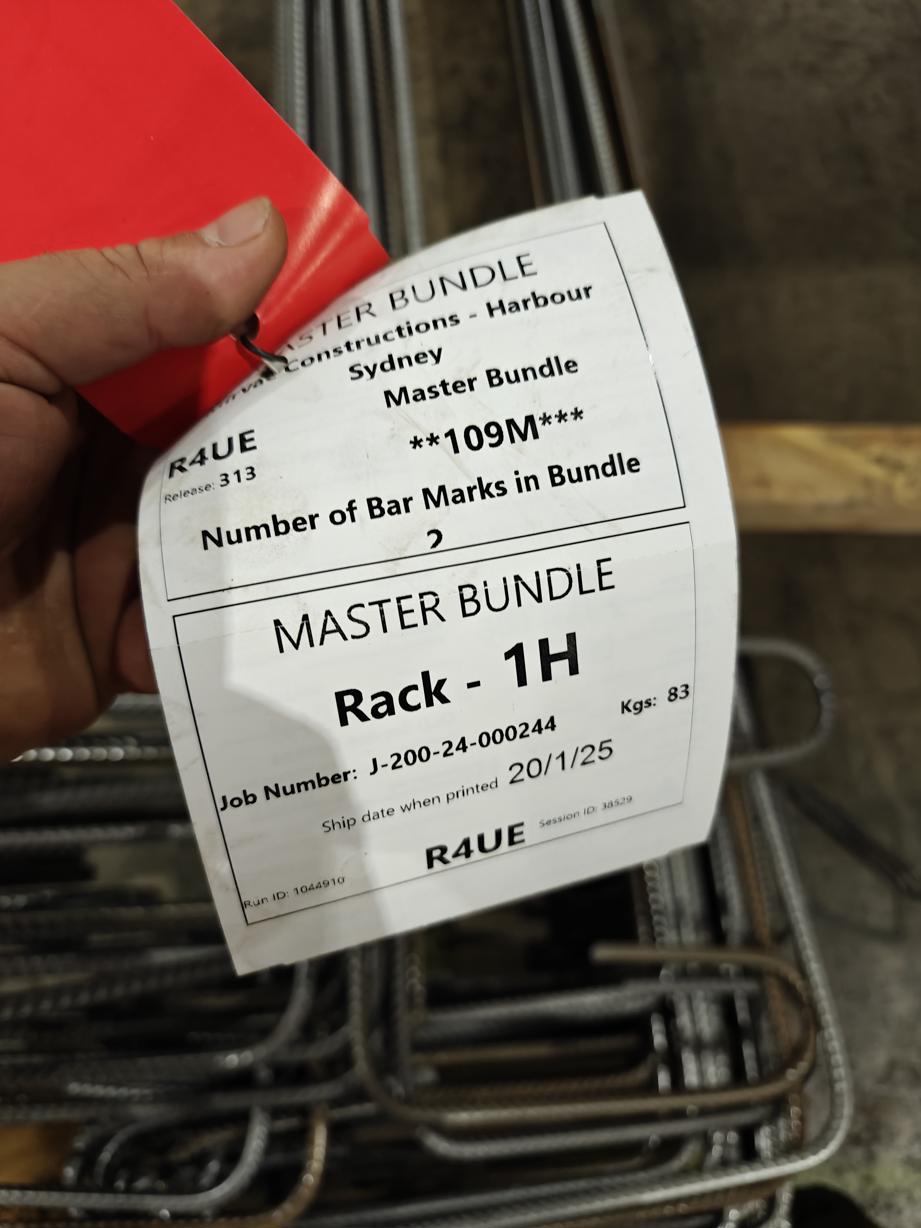 MASTER BUNDLE
Constructions - Harbour
Sydney
Master Bundle
R4UE
**109M***
Release: 313
Number of Bar Marks in Bundle
2
MASTER BUNDLE
Rack - 1H
Kgs: 83
Job Number: J-200-24-000244
Ship date when printed 20/1/25
R4UE
Session ID: 38529
Run ID: 1044910